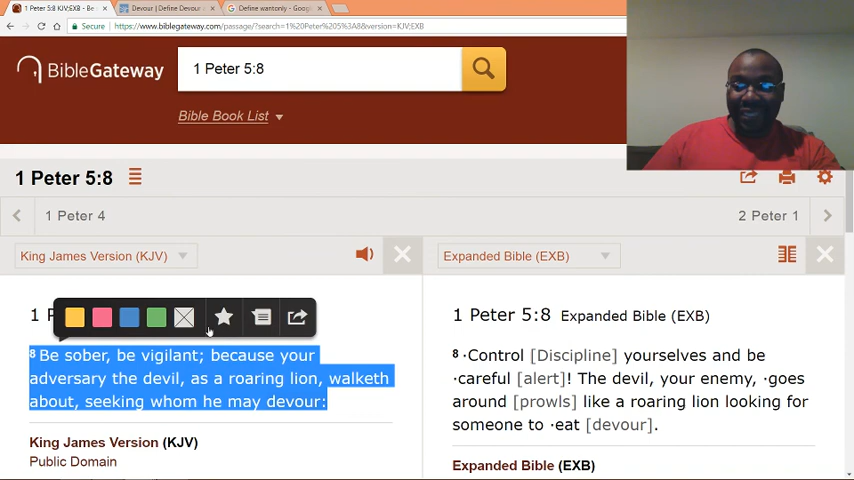 1 Peter 5:8 KJV;EXB - Be
Devour | Define Devour
Define wantonly - Goog
Secure https://www.biblegateway.com/passage/?search=1%20Peter%205%3A8&version=KJV;EXB
BibleGateway
1 Peter 5:8
Bible Book List
1 Peter 5:8
1 Peter 4
2 Peter 1
King James Version (KJV)
Expanded Bible (EXB)
1 P
8 Be sober, be vigilant; because your
adversary the devil, as a roaring lion, walketh
about, seeking whom he may devour:
King James Version (KJV)
Public Domain
1 Peter 5:8 Expanded Bible (EXB)
8 ·Control [Discipline] yourselves and be
·careful [alert]! The devil, your enemy, ·goes
around [prowls] like a roaring lion looking for
someone to ·eat [devour].
Expanded Bible (EXB)